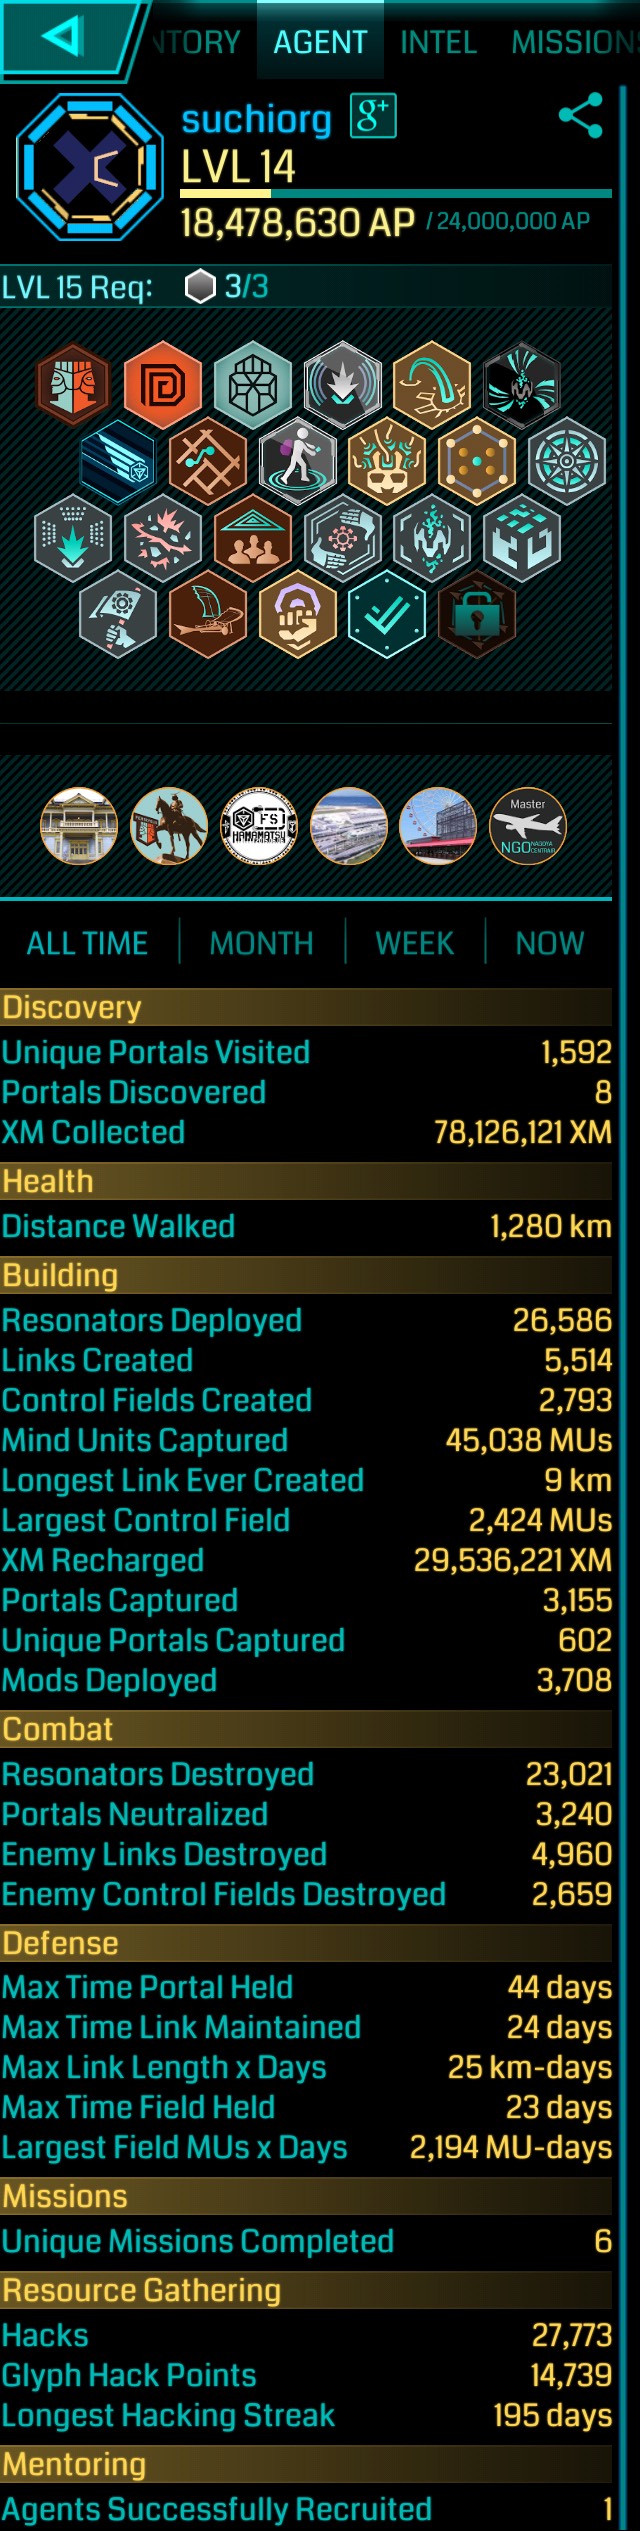 NTORY AGENT INTEL MISSIONS
suchiorg g+
LVL 14
18,478,630 AP / 24,000,000 AP
LVL 15 Req: 3/3
FS
HAMAMATSU
Master
NGO NAGOYA CENTRAIR
ALL TIME MONTH WEEK NOW
Discovery
Unique Portals Visited 1,592
Portals Discovered 8
XM Collected 78,126,121 XM
Health
Distance Walked 1,280 km
Building
Resonators Deployed 26,586
Links Created 5,514
Control Fields Created 2,793
Mind Units Captured 45,038 MUs
Longest Link Ever Created 9 km
Largest Control Field 2,424 MUs
XM Recharged 29,536,221 XM
Portals Captured 3,155
Unique Portals Captured 602
Mods Deployed 3,708
Combat
Resonators Destroyed 23,021
Portals Neutralized 3,240
Enemy Links Destroyed 4,960
Enemy Control Fields Destroyed 2,659
Defense
Max Time Portal Held 44 days
Max Time Link Maintained 24 days
Max Link Length x Days 25 km-days
Max Time Field Held 23 days
Largest Field MUs x Days 2,194 MU-days
Missions
Unique Missions Completed 6
Resource Gathering
Hacks 27,773
Glyph Hack Points 14,739
Longest Hacking Streak 195 days
Mentoring
Agents Successfully Recruited 1